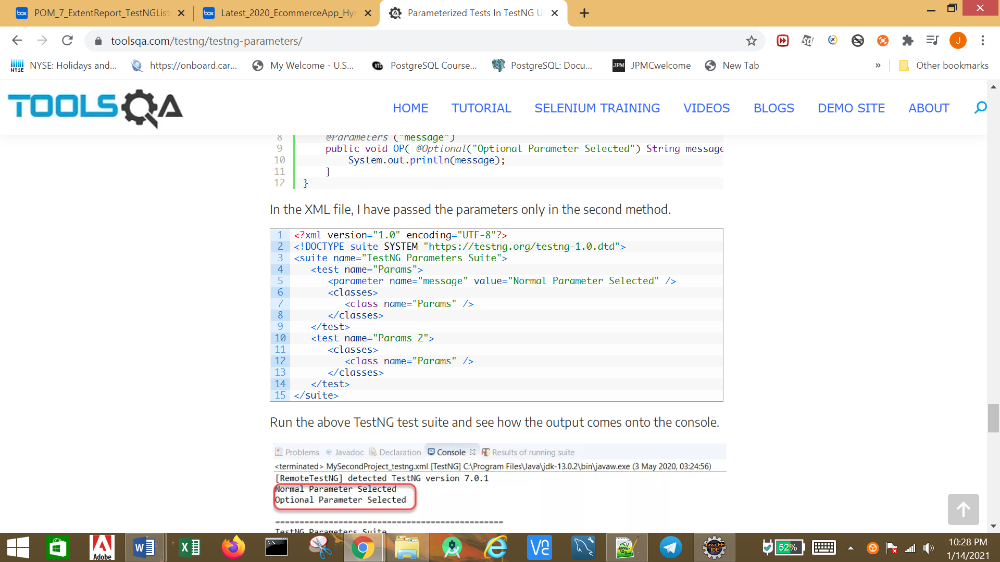 POM_7_ExtentReport_TestNGList
Latest_2020_EcommerceApp_Hyr
Parameterized Tests In TestNG U
toolsqa.com/testng/testng-parameters/
NYSE: Holidays and...
https://onboard.car...
My Welcome - U.S...
PostgreSQL Course...
PostgreSQL: Docu...
JPMCwelcome
New Tab
»
Other bookmarks
TOOLSQA
HOME
TUTORIAL
SELENIUM TRAINING
VIDEOS
BLOGS
DEMO SITE
ABOUT
8 @Parameters ("message")
9 public void OP( @Optional("Optional Parameter Selected") String message
10 System.out.println(message);
11 }
12 }
In the XML file, I have passed the parameters only in the second method.
1 <?xml version="1.0" encoding="UTF-8"?>
2 <!DOCTYPE suite SYSTEM "https://testng.org/testng-1.0.dtd">
3 <suite name="TestNG Parameters Suite">
4 <test name="Params">
5 <parameter name="message" value="Normal Parameter Selected" />
6 <classes>
7 <class name="Params" />
8 </classes>
9 </test>
10 <test name="Params 2">
11 <classes>
12 <class name="Params" />
13 </classes>
14 </test>
15 </suite>
Run the above TestNG test suite and see how the output comes onto the console.
Problems @ Javadoc Declaration Console Results of running suite
<terminated> MySecondProject_testng.xml [TestNG] C:\Program Files\Java\jdk-13.0.2\bin\javaw.exe (3 May 2020, 03:24:56)
[RemoteTestNG] detected TestNG version 7.0.1
Normal Parameter Selected
Optional Parameter Selected
===============================================
TestNG Parameters Suite
52%
10:28 PM
1/14/2021